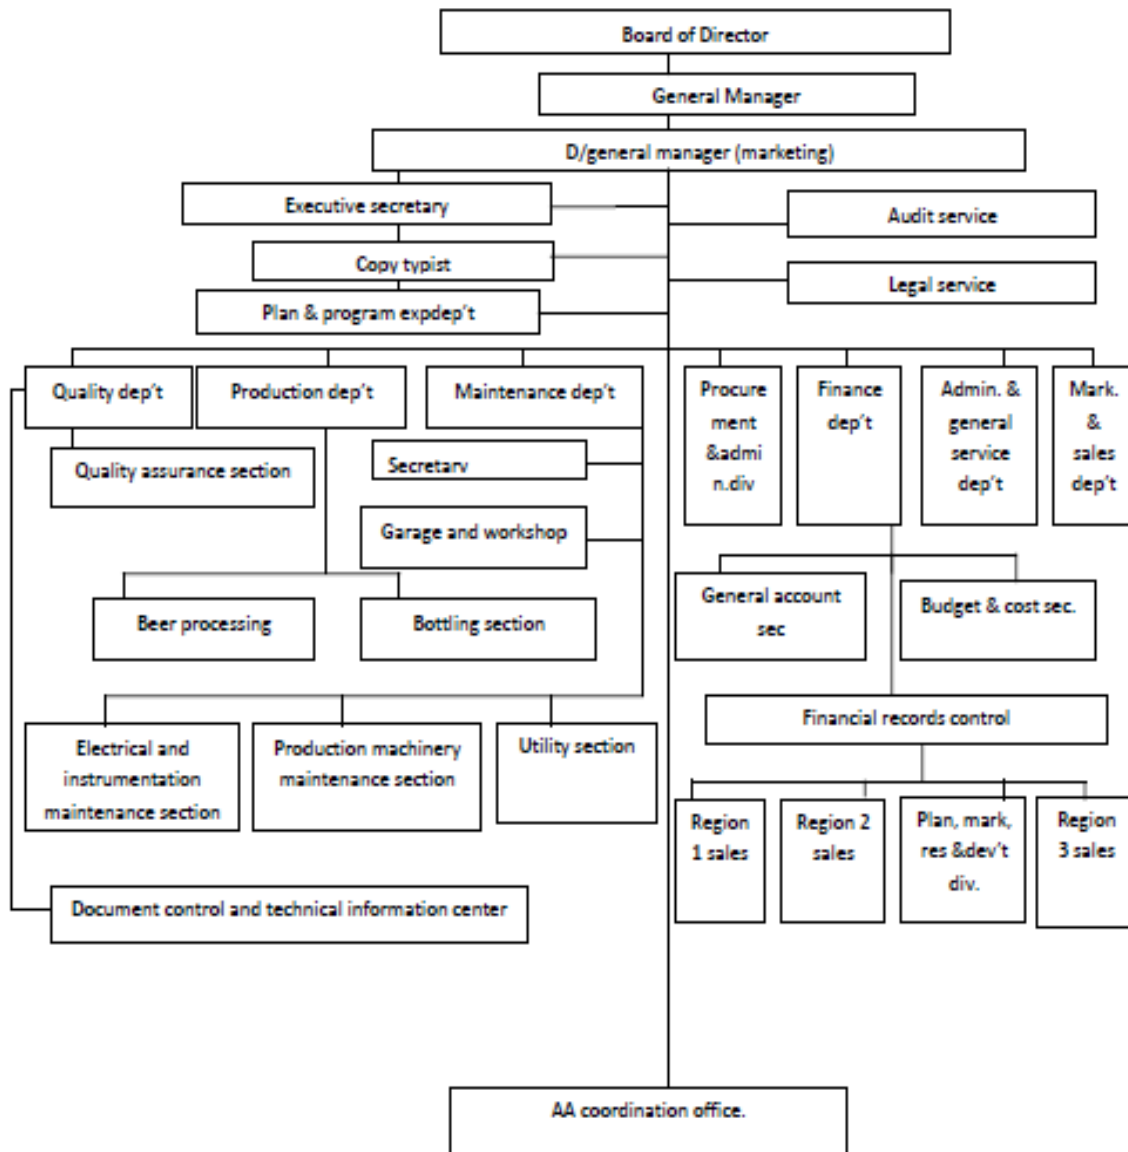 Board of Director
General Manager
D/general manager (marketing)
Executive secretary
Audit service
Copy typist
Legal service
Plan & program expdep't
Quality dep't
Production dep't
Maintenance dep't
Procure
ment
&admi
n.div
Finance
dep't
Admin. &
general
service
dep't
Mark.
&
sales
dep't
Quality assurance section
Secretary
Garage and workshop
Beer processing
Bottling section
General account
sec
Budget & cost sec.
Financial records control
Electrical and
instrumentation
maintenance section
Production machinery
maintenance section
Utility section
Region
1 sales
Region 2
sales
Plan, mark,
res &dev't
div.
Region
3 sales
Document control and technical information center
AA coordination office.